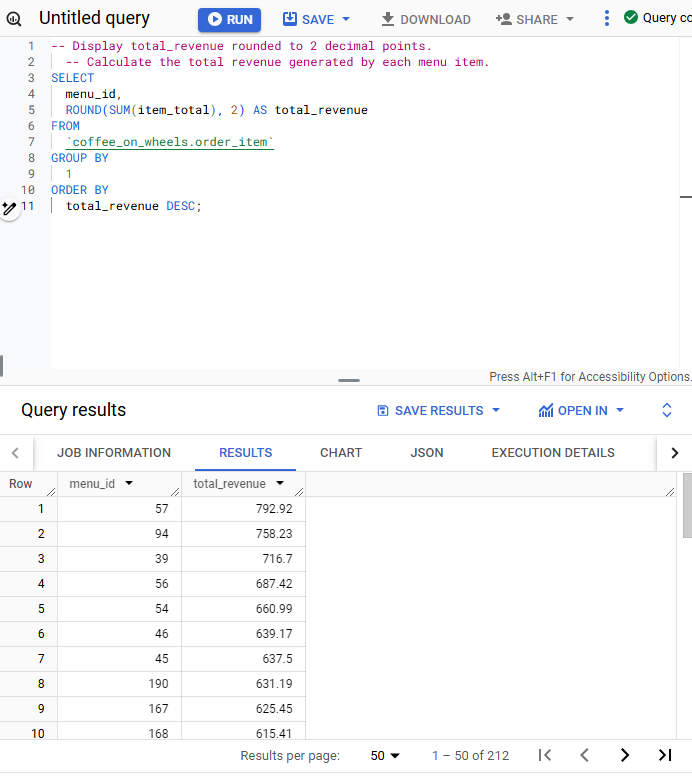 Untitled query RUN SAVE DOWNLOAD SHARE Query co
1 -- Display total_revenue rounded to 2 decimal points.
2 -- Calculate the total revenue generated by each menu item.
3 SELECT
4 menu_id,
5 ROUND(SUM(item_total), 2) AS total_revenue
6 FROM
7 `coffee_on_wheels.order_item`
8 GROUP BY
9 1
10 ORDER BY
11 total_revenue DESC;
Press Alt+F1 for Accessibility Options.
Query results SAVE RESULTS OPEN IN
JOB INFORMATION RESULTS CHART JSON EXECUTION DETAILS
Row menu_id total_revenue
1 57 792.92
2 94 758.23
3 39 716.7
4 56 687.42
5 54 660.99
6 46 639.17
7 45 637.5
8 190 631.19
9 167 625.45
10 168 615.41
Results per page: 50 1 – 50 of 212